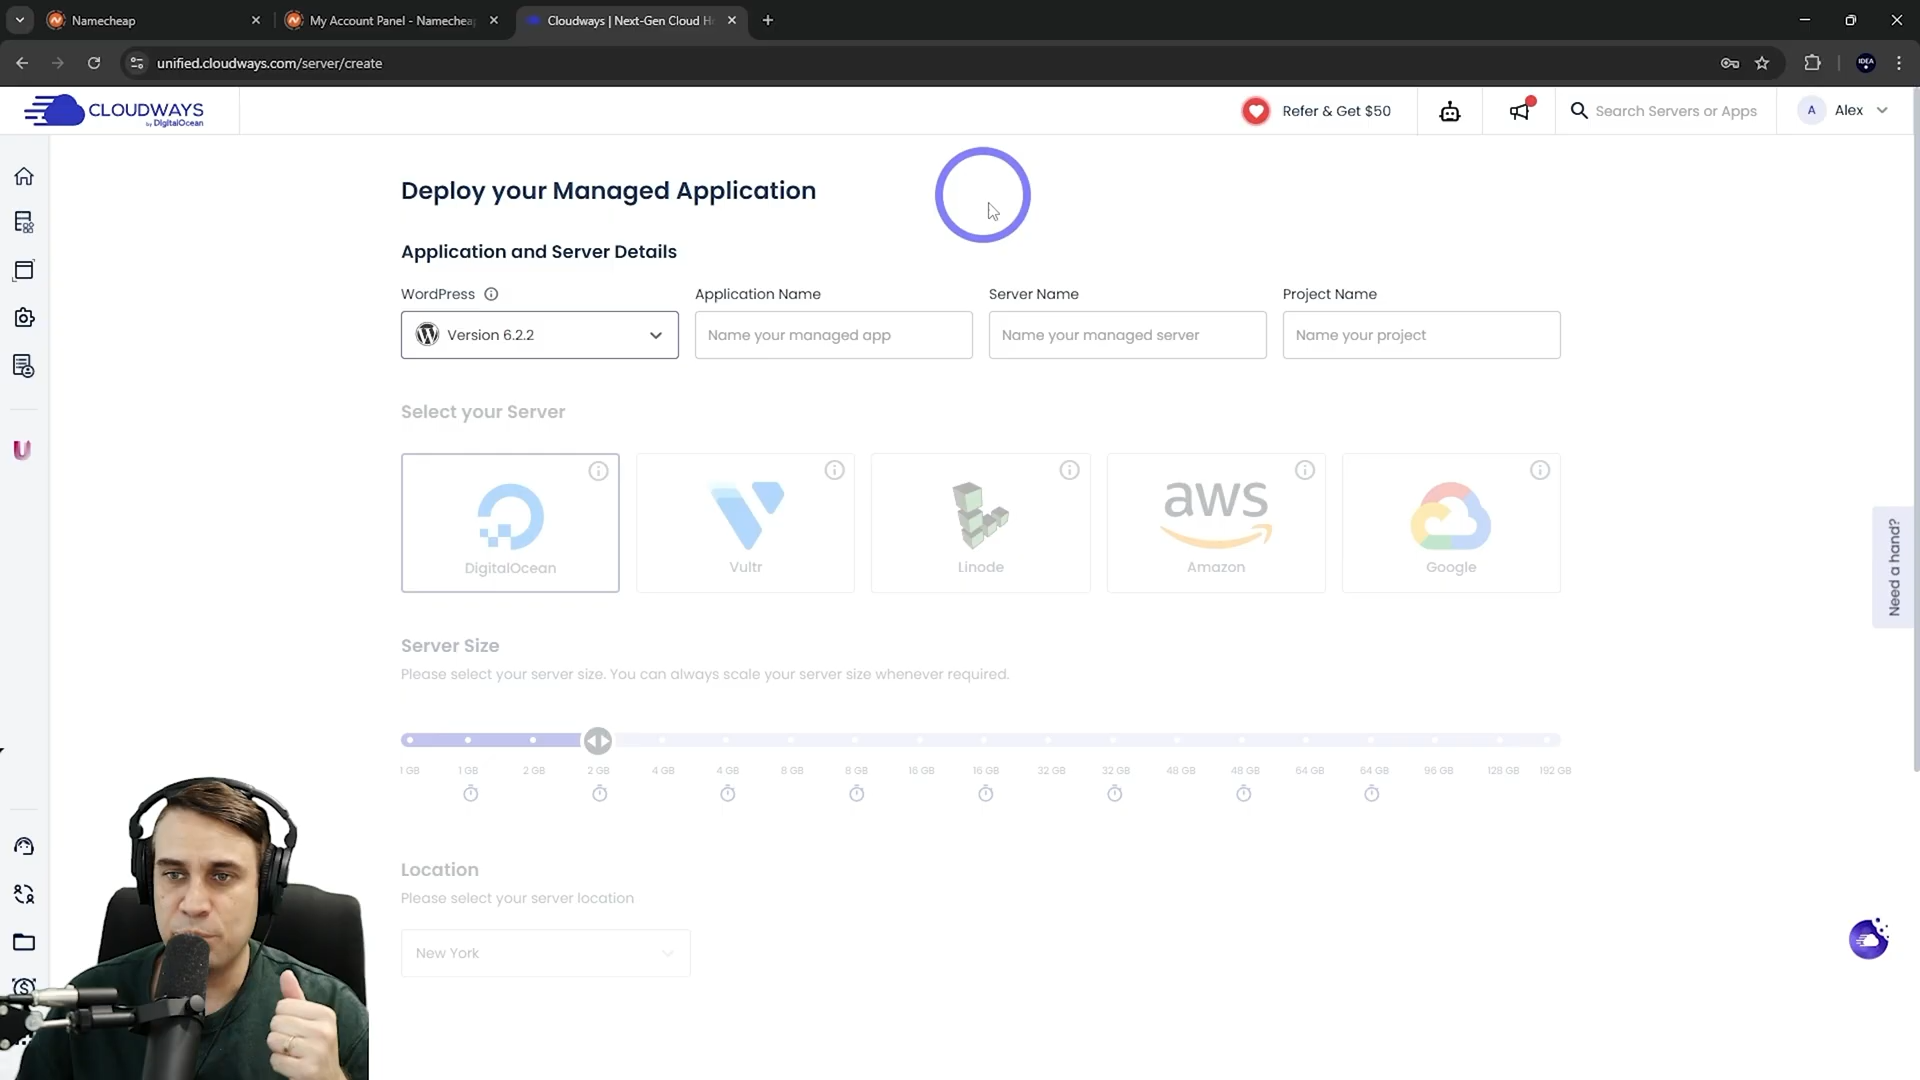 Namecheap
My Account Panel - Namecheap
Cloudways | Next-Gen Cloud H
unified.cloudways.com/server/create
IDEA
CLOUDWAYS
by DigitalOcean
Refer & Get $50
Search Servers or Apps
A
Alex
Deploy your Managed Application
Application and Server Details
WordPress
Application Name
Server Name
Project Name
Version 6.2.2
Name your managed app
Name your managed server
Name your project
Select your Server
DigitalOcean
Vultr
Linode
aws
Amazon
Google
Need a hand?
Server Size
Please select your server size. You can always scale your server size whenever required.
1 GB 1 GB 2 GB 2 GB 4 GB 4 GB 8 GB 8 GB 16 GB 16 GB 32 GB 32 GB 48 GB 48 GB 64 GB 64 GB 96 GB 128 GB 192 GB
Location
Please select your server location
New York